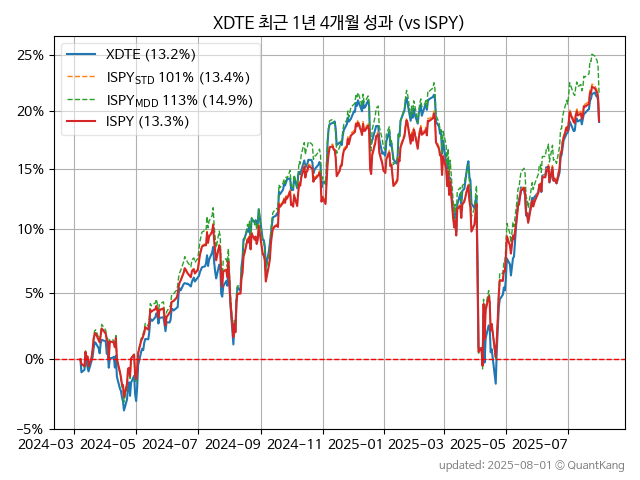 XDTE 최근 1년 4개월 성과 (vs ISPY)
XDTE (13.2%)
ISPY_STD 101% (13.4%)
ISPY_MDD 113% (14.9%)
ISPY (13.3%)
25%
20%
15%
10%
5%
0%
−5%
2024-03 2024-05 2024-07 2024-09 2024-11 2025-01 2025-03 2025-05 2025-07
updated: 2025-08-01 © QuantKang